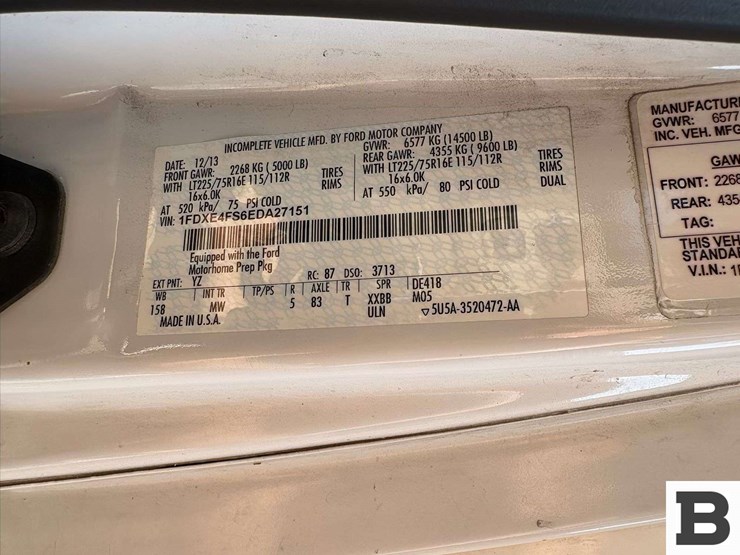 INCOMPLETE VEHICLE MFD. BY FORD MOTOR COMPANY
DATE: 12/13 GVWR: 6577 KG (14500 LB)
FRONT GAWR: 2268 KG ( 5000 LB) REAR GAWR: 4355 KG ( 9600 LB)
WITH LT225/75R16E 115/112R TIRES WITH LT225/75R16E 115/112R TIRES
16x6.0K RIMS 16x6.0K RIMS
AT 520 kPa/ 75 PSI COLD AT 550 kPa/ 80 PSI COLD DUAL
VIN: 1FDXE4FS6EDA27151
Equipped with the Ford
Motorhome Prep Pkg
EXT PNT: YZ RC: 87 DSO: 3713
WB INT TR TP/PS R AXLE TR SPR DE418
158 MW 5 83 T XXBB M05
MADE IN U.S.A. ULN ▽5U5A-3520472-AA
MANUFACTURE
GVWR: 6577
INC. VEH. MFG
GAW
FRONT: 2268
REAR: 435
TAG:
THIS VEH
STANDAR
V.I.N.: 1
B